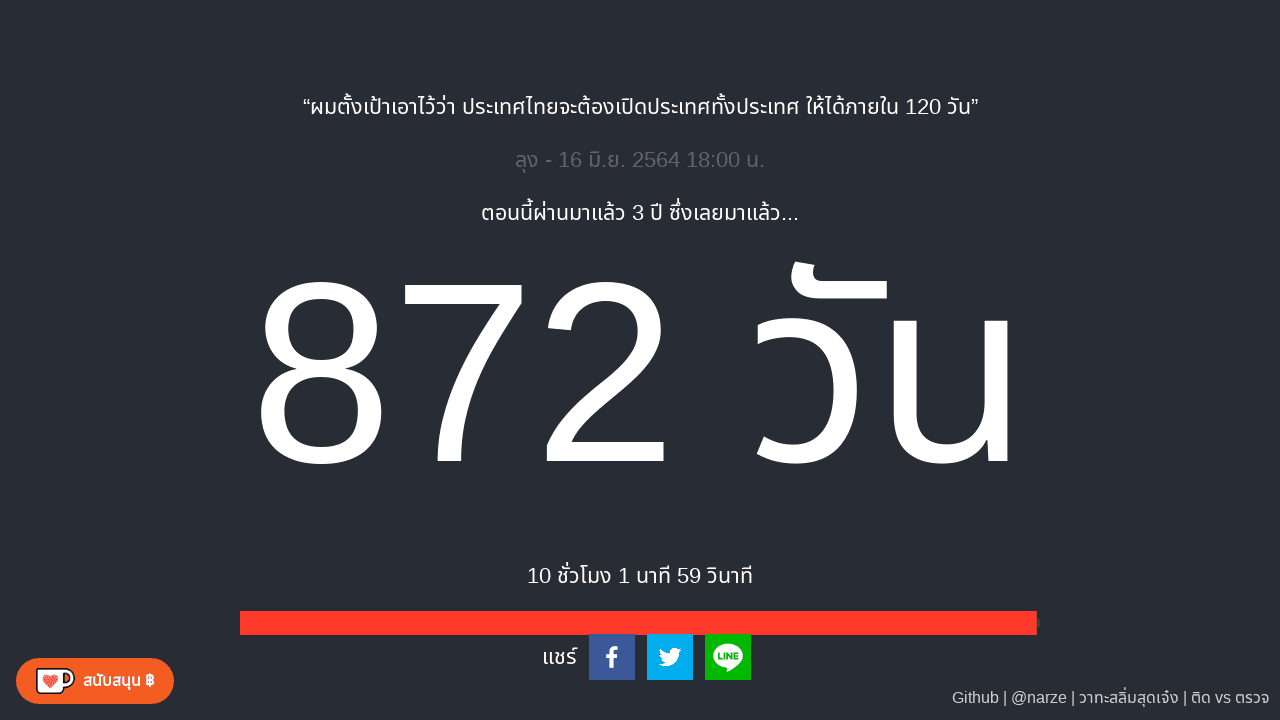 “ผมตั้งเป้าเอาไว้ว่า ประเทศไทยจะต้องเปิดประเทศทั้งประเทศ ให้ได้ภายใน 120 วัน”
ลุง - 16 มิ.ย. 2564 18:00 น.
ตอนนี้ผ่านมาแล้ว 3 ปี ซึ่งเลยมาแล้ว...
872 วัน
10 ชั่วโมง 1 นาที 59 วินาที
แชร์
LINE
สนับสนุน ฿
Github | @narze | วาทะสลิ่มสุดเจ๋ง | ติด vs ตรวจ